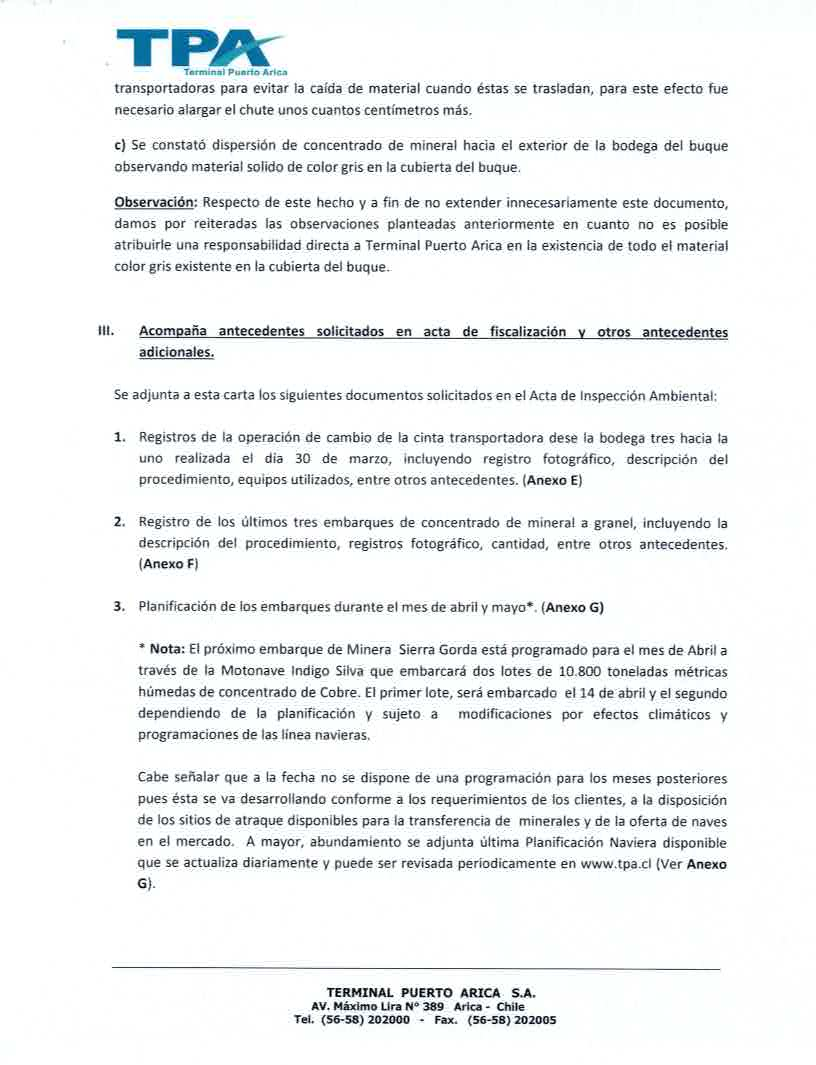 TPA
Terminal Puerto Arica
transportadoras para evitar la caída de material cuando éstas se trasladan, para este efecto fue
necesario alargar el chute unos cuantos centímetros más.
c) Se constató dispersión de concentrado de mineral hacia el exterior de la bodega del buque
observando material solido de color gris en la cubierta del buque.
Observación: Respecto de este hecho y a fin de no extender innecesariamente este documento,
damos por reiteradas las observaciones planteadas anteriormente en cuanto no es posible
atribuirle una responsabilidad directa a Terminal Puerto Arica en la existencia de todo el material
color gris existente en la cubierta del buque.
III. Acompaña antecedentes solicitados en acta de fiscalización y otros antecedentes
adicionales.
Se adjunta a esta carta los siguientes documentos solicitados en el Acta de Inspección Ambiental:
1. Registros de la operación de cambio de la cinta transportadora dese la bodega tres hacia la
uno realizada el día 30 de marzo, incluyendo registro fotográfico, descripción del
procedimiento, equipos utilizados, entre otros antecedentes. (Anexo E)
2. Registro de los últimos tres embarques de concentrado de mineral a granel, incluyendo la
descripción del procedimiento, registros fotográfico, cantidad, entre otros antecedentes.
(Anexo F)
3. Planificación de los embarques durante el mes de abril y mayo*. (Anexo G)
* Nota: El próximo embarque de Minera Sierra Gorda está programado para el mes de Abril a
través de la Motonave Indigo Silva que embarcará dos lotes de 10.800 toneladas métricas
húmedas de concentrado de Cobre. El primer lote, será embarcado el 14 de abril y el segundo
dependiendo de la planificación y sujeto a modificaciones por efectos climáticos y
programaciones de las línea navieras.
Cabe señalar que a la fecha no se dispone de una programación para los meses posteriores
pues ésta se va desarrollando conforme a los requerimientos de los clientes, a la disposición
de los sitios de atraque disponibles para la transferencia de minerales y de la oferta de naves
en el mercado. A mayor, abundamiento se adjunta última Planificación Naviera disponible
que se actualiza diariamente y puede ser revisada periodicamente en www.tpa.cl (Ver Anexo
G).
TERMINAL PUERTO ARICA S.A.
AV. Máximo Lira Nº 389 Arica - Chile
Tel. (56-58) 202000 - Fax. (56-58) 202005